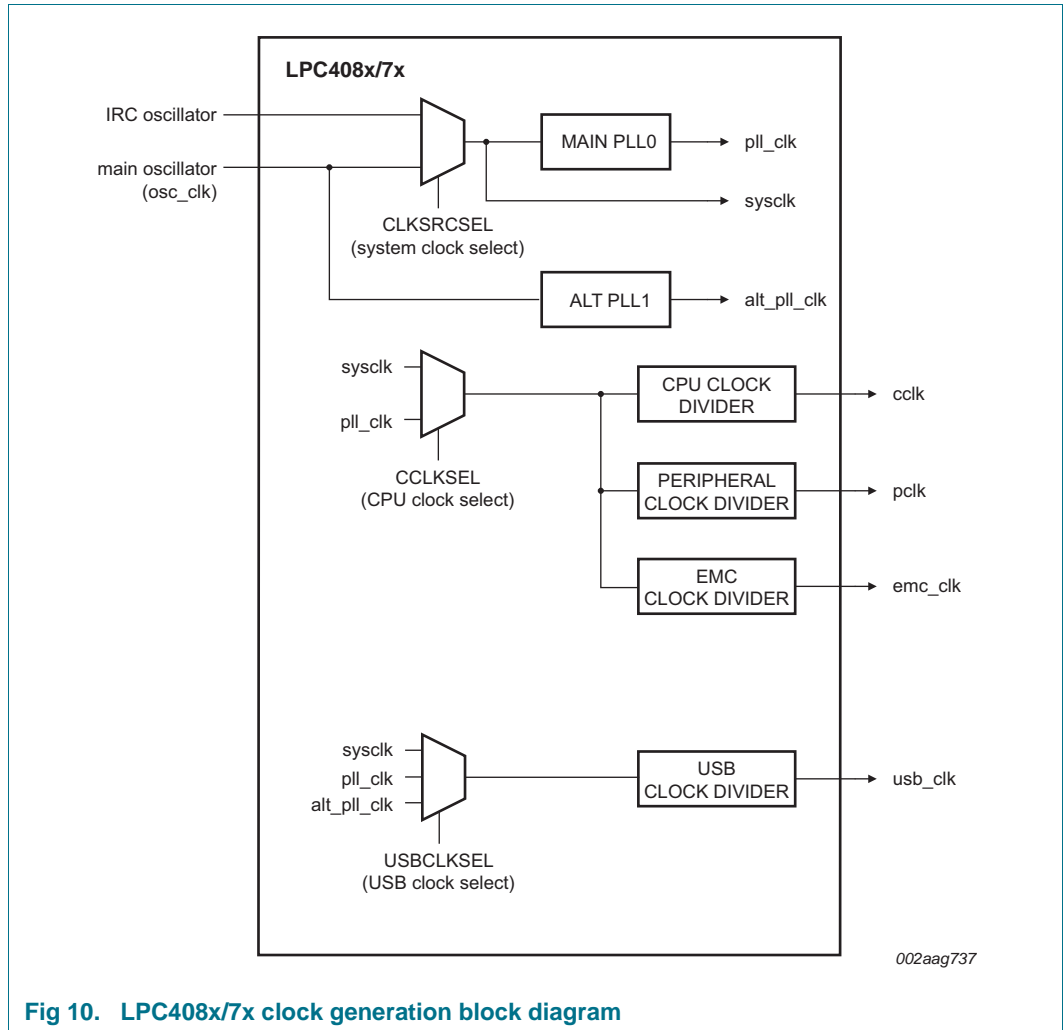 LPC408x/7x
IRC oscillator
main oscillator
(osc_clk)
MAIN PLL0
pll_clk
sysclk
CLKSRCSEL
(system clock select)
ALT PLL1
alt_pll_clk
sysclk
pll_clk
CCLKSEL
(CPU clock select)
CPU CLOCK
DIVIDER
cclk
PERIPHERAL
CLOCK DIVIDER
pclk
EMC
CLOCK DIVIDER
emc_clk
sysclk
pll_clk
alt_pll_clk
USBCLKSEL
(USB clock select)
USB
CLOCK DIVIDER
usb_clk
002aag737
Fig 10. LPC408x/7x clock generation block diagram